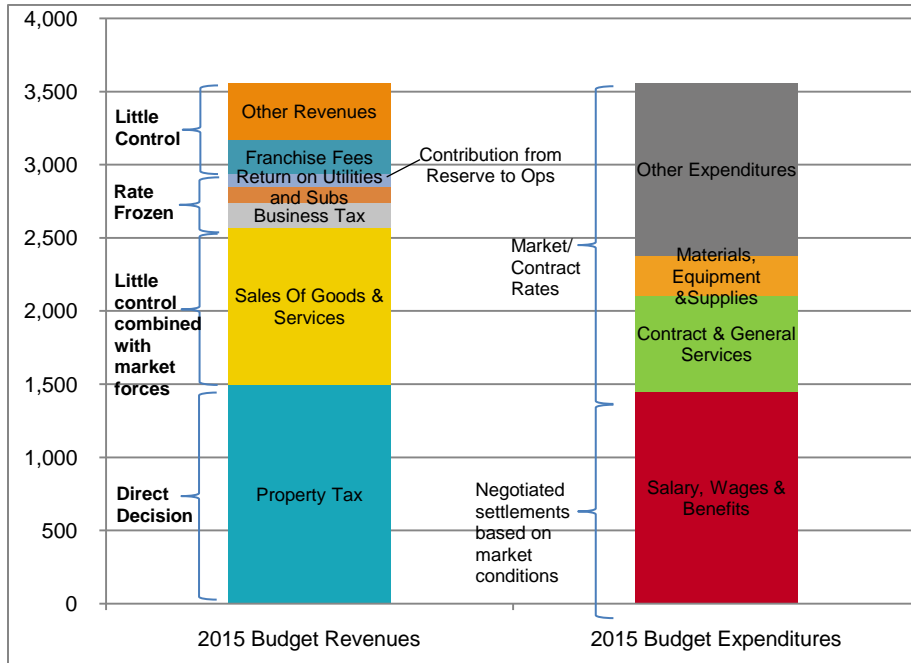 4,000
3,500
3,000
2,500
2,000
1,500
1,000
500
0
Little
Control
Rate
Frozen
Little
control
combined
with
market
forces
Direct
Decision
Other Revenues
Franchise Fees
Return on Utilities
and Subs
Business Tax
Sales Of Goods &
Services
Property Tax
Contribution from
Reserve to Ops
Market/
Contract
Rates
Negotiated
settlements
based on
market
conditions
Other Expenditures
Materials,
Equipment
&Supplies
Contract & General
Services
Salary, Wages &
Benefits
2015 Budget Revenues
2015 Budget Expenditures